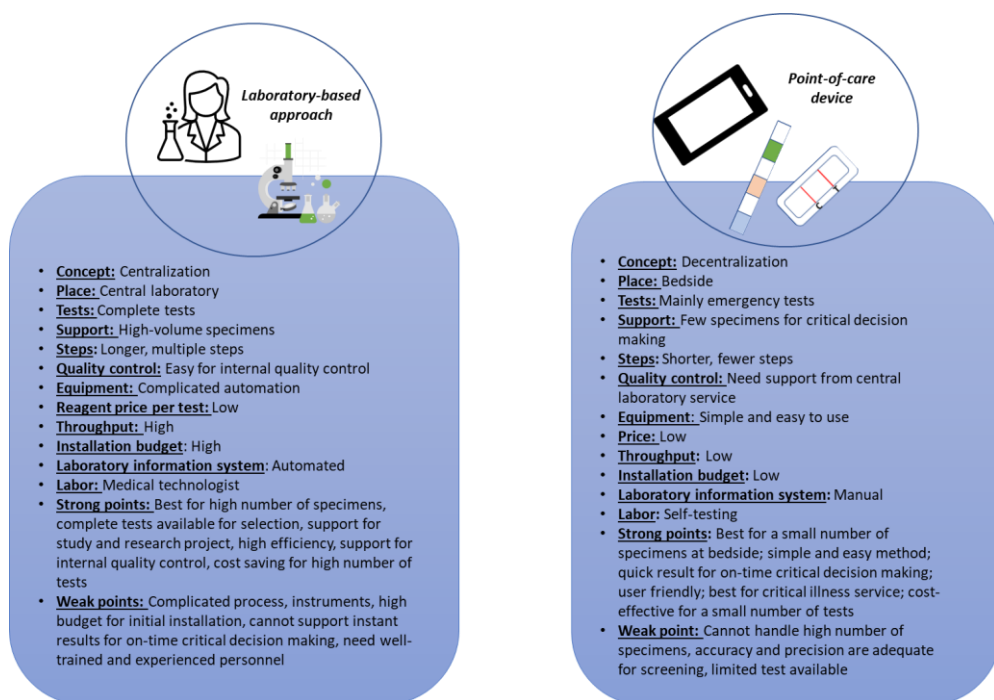 Laboratory-based
approach
• Concept: Centralization
• Place: Central laboratory
• Tests: Complete tests
• Support: High-volume specimens
• Steps: Longer, multiple steps
• Quality control: Easy for internal quality control
• Equipment: Complicated automation
• Reagent price per test: Low
• Throughput: High
• Installation budget: High
• Laboratory information system: Automated
• Labor: Medical technologist
• Strong points: Best for high number of specimens,
complete tests available for selection, support for
study and research project, high efficiency, support for
internal quality control, cost saving for high number of
tests
• Weak points: Complicated process, instruments, high
budget for initial installation, cannot support instant
results for on-time critical decision making, need well-
trained and experienced personnel
Point-of-care
device
• Concept: Decentralization
• Place: Bedside
• Tests: Mainly emergency tests
• Support: Few specimens for critical decision
making
• Steps: Shorter, fewer steps
• Quality control: Need support from central
laboratory service
• Equipment: Simple and easy to use
• Price: Low
• Throughput: Low
• Installation budget: Low
• Laboratory information system: Manual
• Labor: Self-testing
• Strong points: Best for a small number of
specimens at bedside; simple and easy method;
quick result for on-time critical decision making;
user friendly; best for critical illness service; cost-
effective for a small number of tests
• Weak point: Cannot handle high number of
specimens, accuracy and precision are adequate
for screening, limited test available